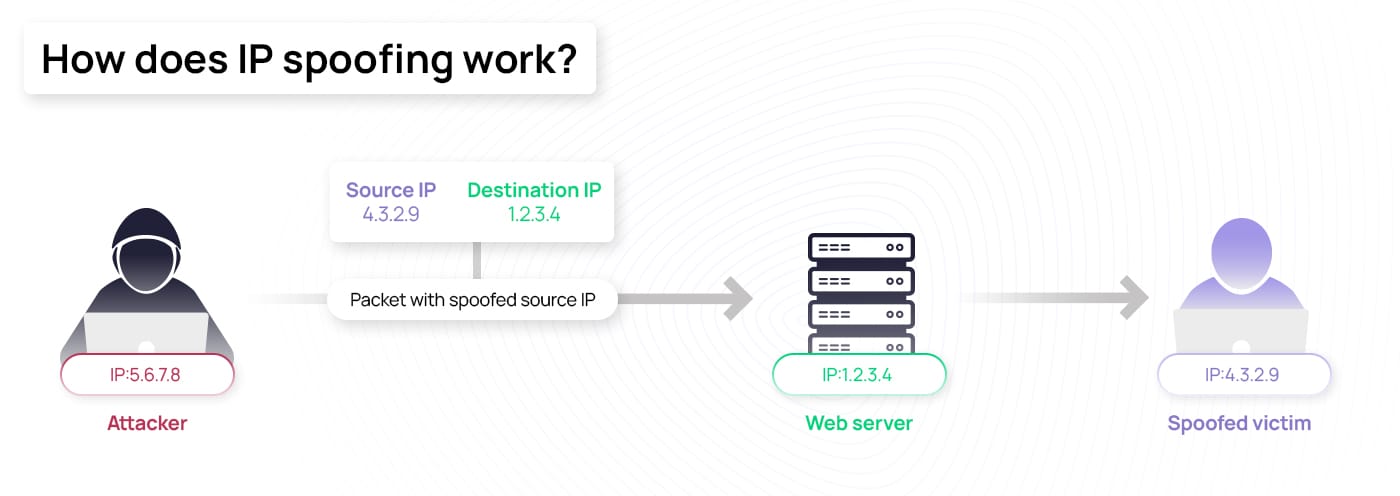 How does IP spoofing work?
Source IP Destination IP
4.3.2.9 1.2.3.4
Packet with spoofed source IP
IP:5.6.7.8 IP:1.2.3.4 IP:4.3.2.9
Attacker Web server Spoofed victim